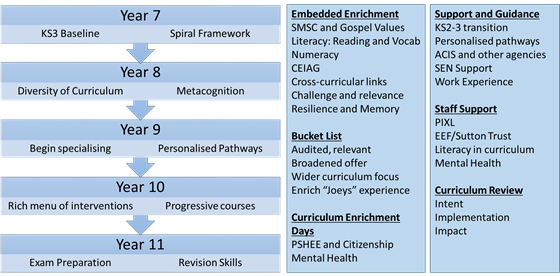 Year 7
KS3 Baseline Spiral Framework
Year 8
Diversity of Curriculum Metacognition
Year 9
Begin specialising Personalised Pathways
Year 10
Rich menu of interventions Progressive courses
Year 11
Exam Preparation Revision Skills
Embedded Enrichment
SMSC and Gospel Values
Literacy: Reading and Vocab
Numeracy
CEIAG
Cross-curricular links
Challenge and relevance
Resilience and Memory
Bucket List
Audited, relevant
Broadened offer
Wider curriculum focus
Enrich “Joeys” experience
Curriculum Enrichment
Days
PSHEE and Citizenship
Mental Health
Support and Guidance
KS2-3 transition
Personalised pathways
ACIS and other agencies
SEN Support
Work Experience
Staff Support
PIXL
EEF/Sutton Trust
Literacy in curriculum
Mental Health
Curriculum Review
Intent
Implementation
Impact